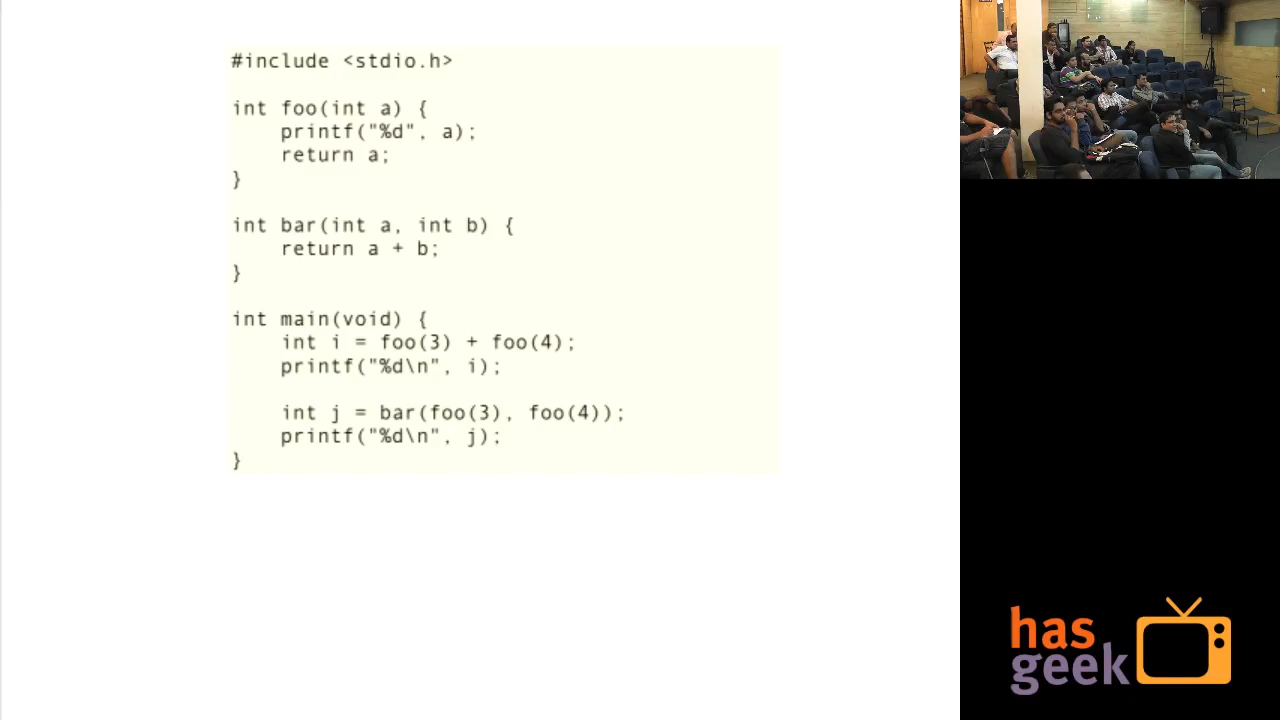 #include <stdio.h>
int foo(int a) {
    printf("%d", a);
    return a;
}
int bar(int a, int b) {
    return a + b;
}
int main(void) {
    int i = foo(3) + foo(4);
    printf("%d\n", i);
    int j = bar(foo(3), foo(4));
    printf("%d\n", j);
}
has
geek